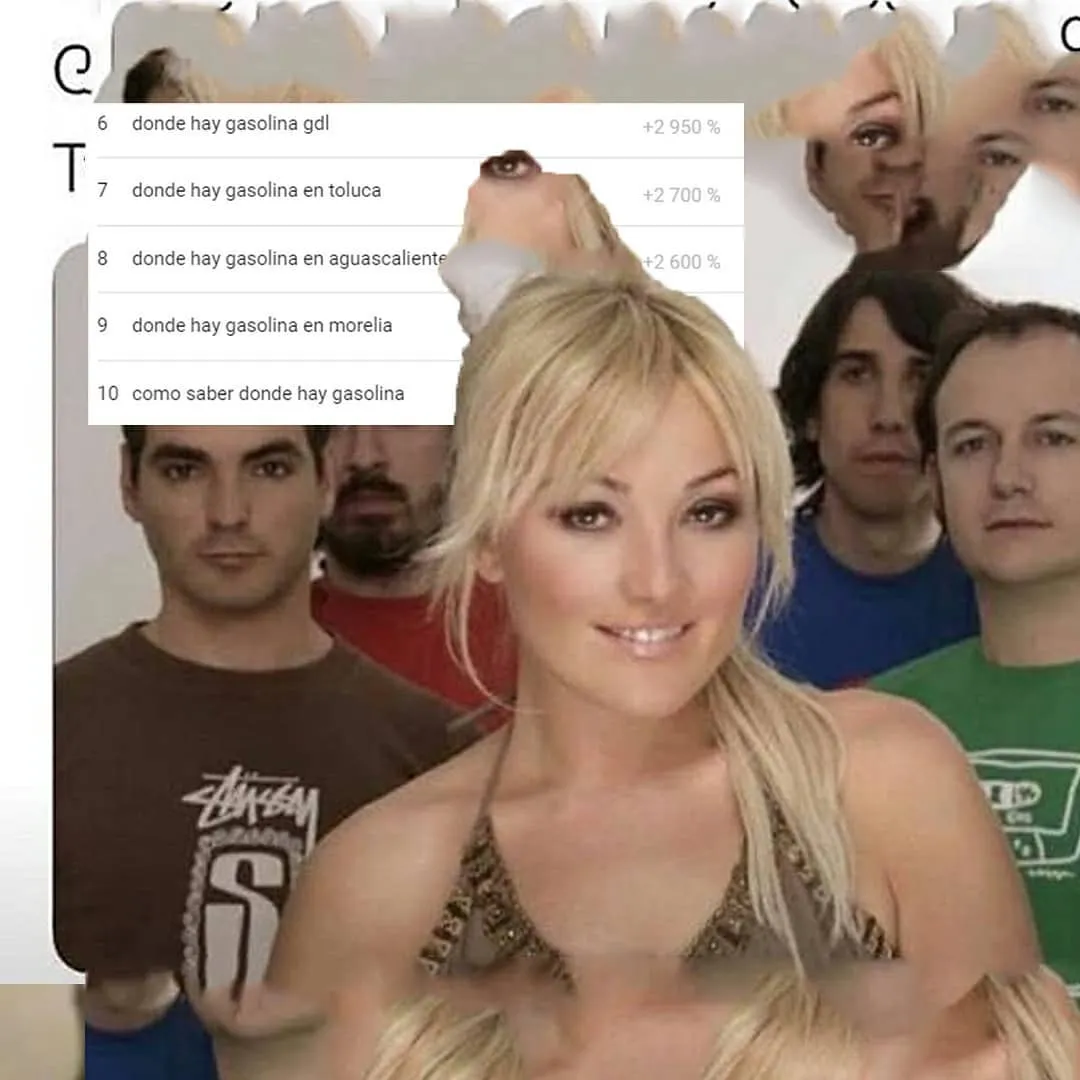 6 donde hay gasolina gdl +2 950 %
7 donde hay gasolina en toluca +2 700 %
8 donde hay gasolina en aguascaliente +2 600 %
9 donde hay gasolina en morelia
10 como saber donde hay gasolina
STÜSSY
S